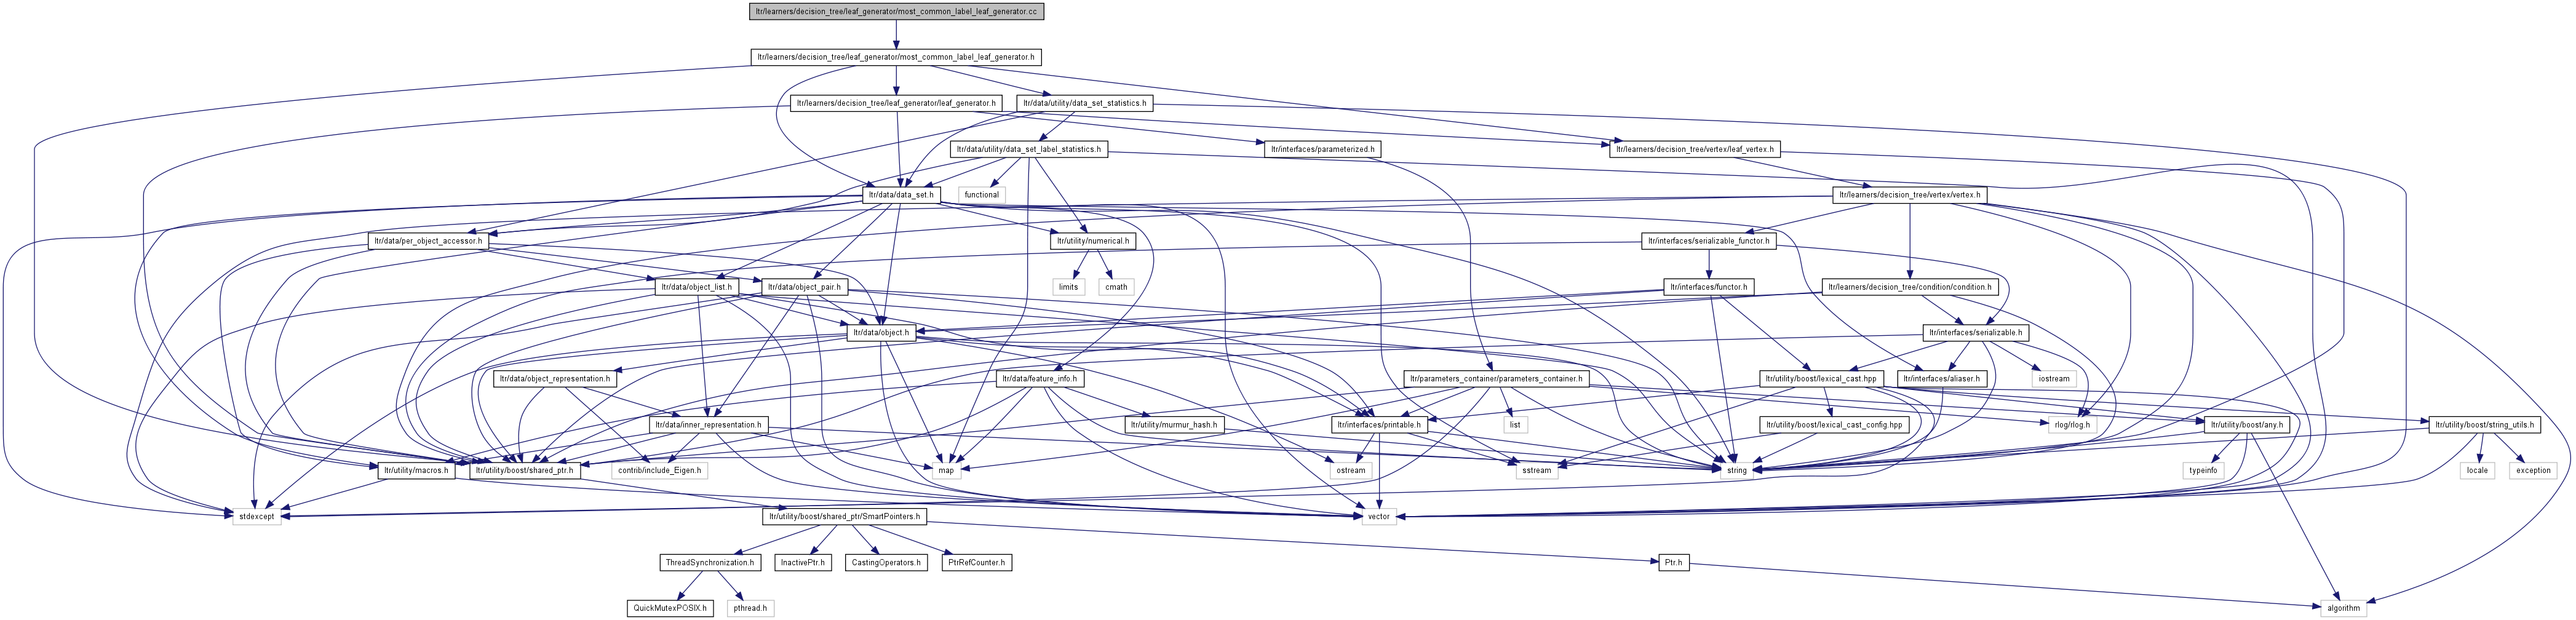 ltr/learners/decision_tree/leaf_generator/most_common_label_leaf_generator.cc
ltr/learners/decision_tree/leaf_generator/most_common_label_leaf_generator.h
ltr/learners/decision_tree/leaf_generator/leaf_generator.h
ltr/data/utility/data_set_statistics.h
ltr/data/utility/data_set_label_statistics.h
ltr/interfaces/parameterized.h
ltr/learners/decision_tree/vertex/leaf_vertex.h
ltr/data/data_set.h
functional
ltr/learners/decision_tree/vertex/vertex.h
ltr/data/per_object_accessor.h
ltr/utility/numerical.h
ltr/interfaces/serializable_functor.h
ltr/data/object_list.h
ltr/data/object_pair.h
limits
cmath
ltr/interfaces/functor.h
ltr/learners/decision_tree/condition/condition.h
ltr/data/object.h
ltr/interfaces/serializable.h
ltr/data/object_representation.h
ltr/data/feature_info.h
ltr/parameters_container/parameters_container.h
ltr/utility/boost/lexical_cast.hpp
ltr/interfaces/aliaser.h
iostream
ltr/data/inner_representation.h
ltr/utility/murmur_hash.h
ltr/interfaces/printable.h
list
ltr/utility/boost/lexical_cast_config.hpp
rlog/rlog.h
ltr/utility/boost/any.h
ltr/utility/boost/string_utils.h
ltr/utility/macros.h
ltr/utility/boost/shared_ptr.h
contrib/include_Eigen.h
map
ostream
sstream
string
typeinfo
locale
exception
stdexcept
ltr/utility/boost/shared_ptr/SmartPointers.h
vector
ThreadSynchronization.h
InactivePtr.h
CastingOperators.h
PtrRefCounter.h
Ptr.h
QuickMutexPOSIX.h
pthread.h
algorithm